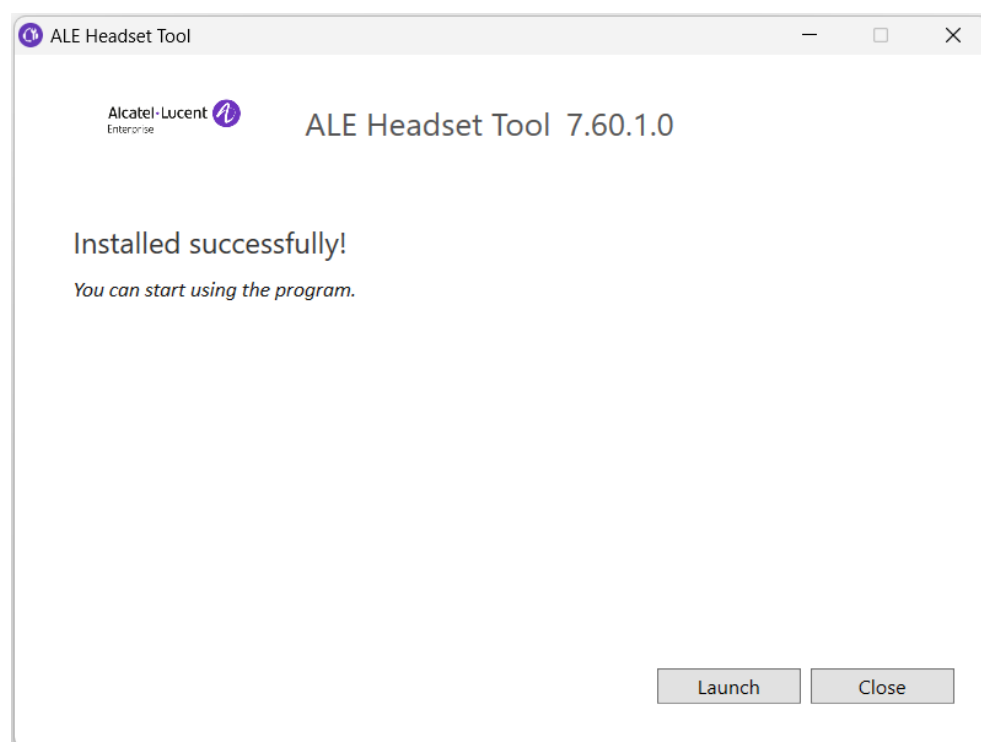 ALE Headset Tool
Alcatel·Lucent
Enterprise
ALE Headset Tool 7.60.1.0
Installed successfully!
You can start using the program.
Launch Close